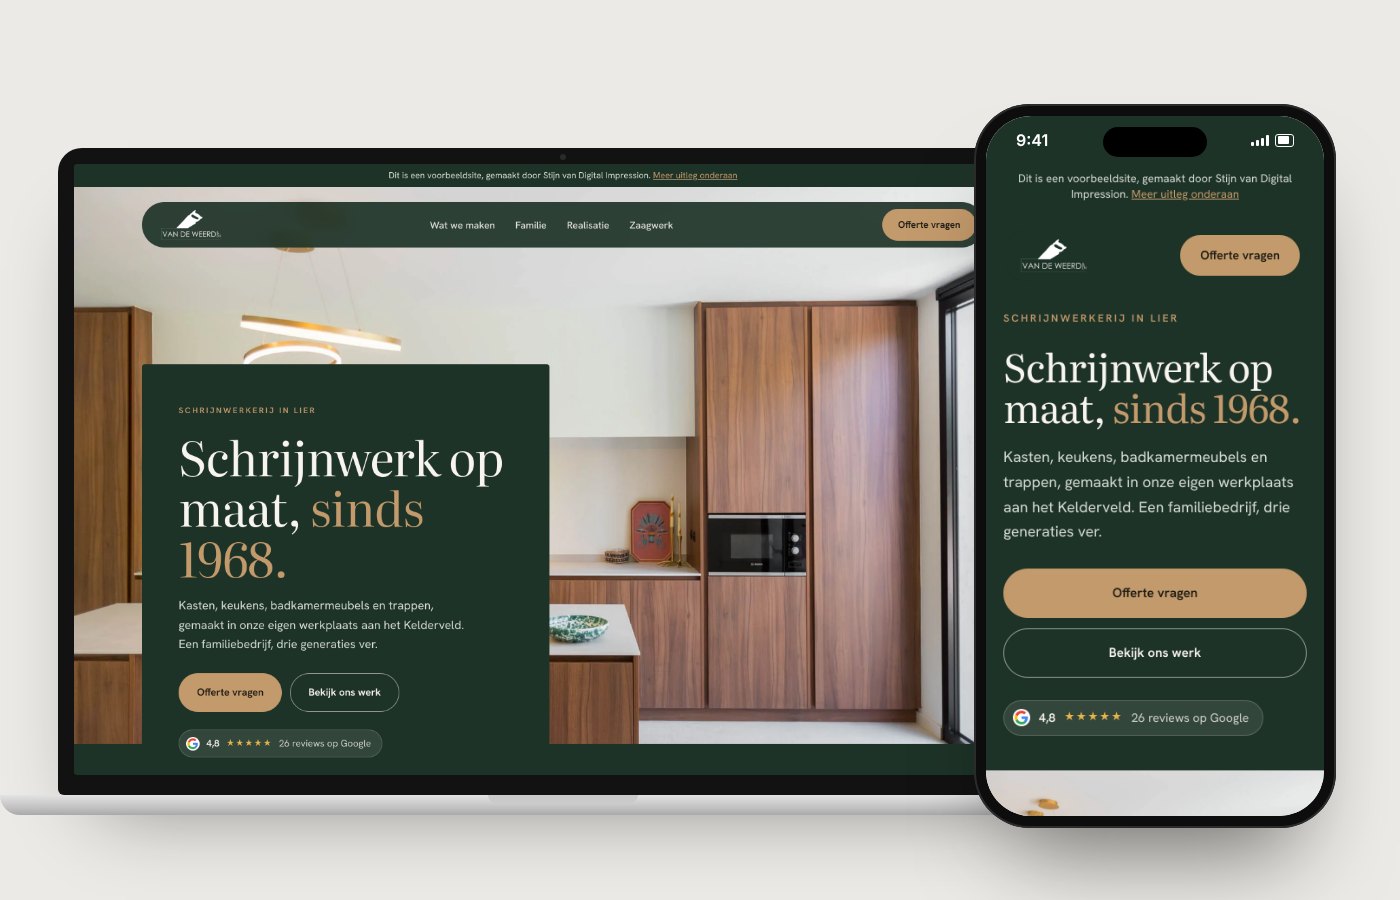 Dit is een voorbeeldsite, gemaakt door Stijn van Digital Impression. Meer uitleg onderaan
VAN DE WEERDT
Wat we maken
Familie
Realisatie
Zaagwerk
Offerte vragen
SCHRIJNWERKERIJ IN LIER
Schrijnwerk op
maat, sinds
1968.
Kasten, keukens, badkamermeubels en trappen,
gemaakt in onze eigen werkplaats aan het Kelderveld.
Een familiebedrijf, drie generaties ver.
Offerte vragen
Bekijk ons werk
4,8
26 reviews op Google
9:41
Dit is een voorbeeldsite, gemaakt door Stijn van Digital
Impression. Meer uitleg onderaan
Offerte vragen
SCHRIJNWERKERIJ IN LIER
Schrijnwerk op
maat, sinds 1968.
Kasten, keukens, badkamermeubels en
trappen, gemaakt in onze eigen werkplaats
aan het Kelderveld. Een familiebedrijf, drie
generaties ver.
Offerte vragen
Bekijk ons werk
4,8
26 reviews op Google